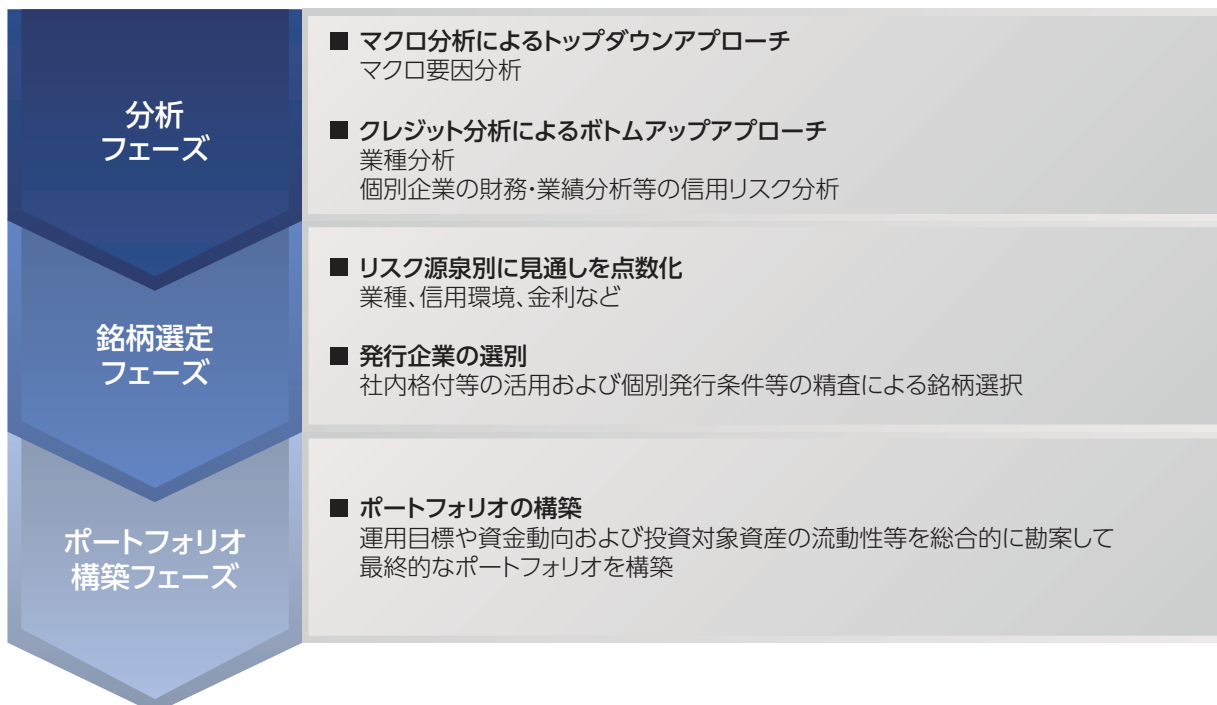 分析
フェーズ
■ マクロ分析によるトップダウンアプローチ
マクロ要因分析
■ クレジット分析によるボトムアップアプローチ
業種分析
個別企業の財務・業績分析等の信用リスク分析
銘柄選定
フェーズ
■ リスク源泉別に見通しを点数化
業種、信用環境、金利など
■ 発行企業の選別
社内格付等の活用および個別発行条件等の精査による銘柄選択
ポートフォリオ
構築フェーズ
■ ポートフォリオの構築
運用目標や資金動向および投資対象資産の流動性等を総合的に勘案して
最終的なポートフォリオを構築